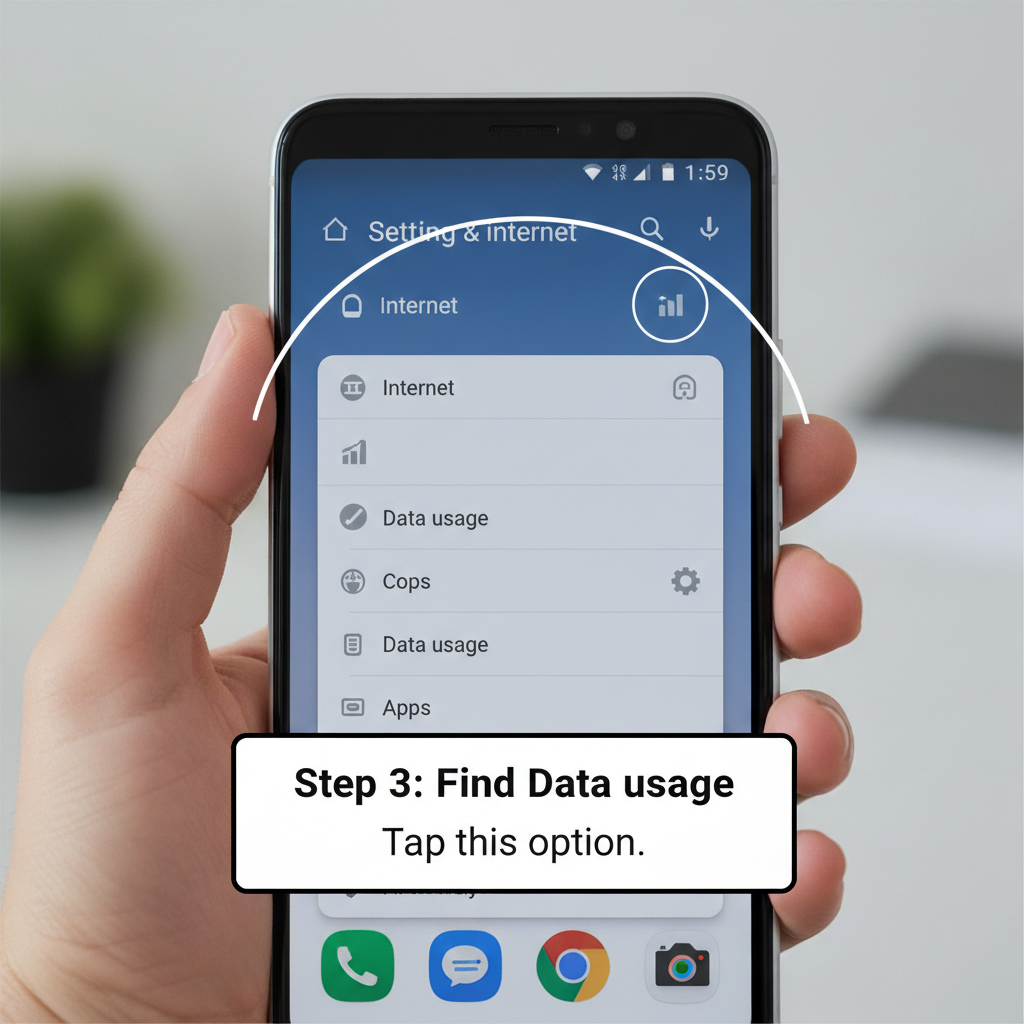 1:59
Setting & internet
Internet
Internet
Data usage
Cops
Data usage
Apps
Step 3: Find Data usage
Tap this option.